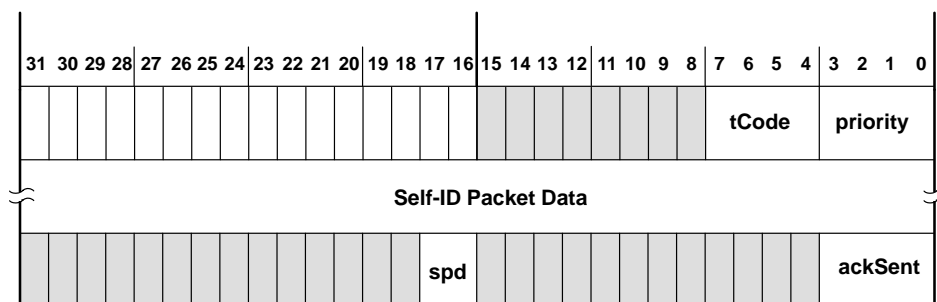 31 30 29 28 27 26 25 24 23 22 21 20 19 18 17 16 15 14 13 12 11 10 9 8 7 6 5 4 3 2 1 0
tCode priority
Self-ID Packet Data
spd ackSent